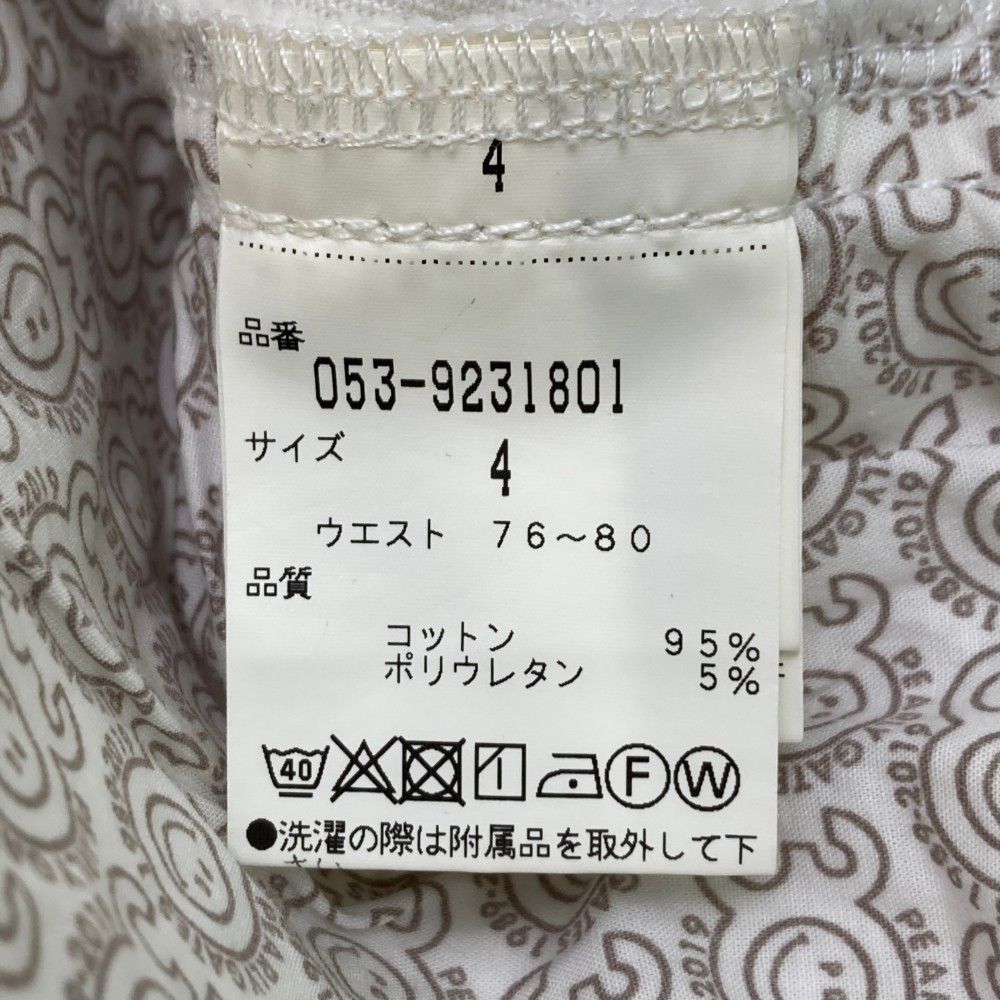 4
品番
053-9231801
サイズ 4
ウエスト 76～80
品質
コットン 95%
ポリウレタン 5%
40 F W
●洗濯の際は附属品を取外して下
さい